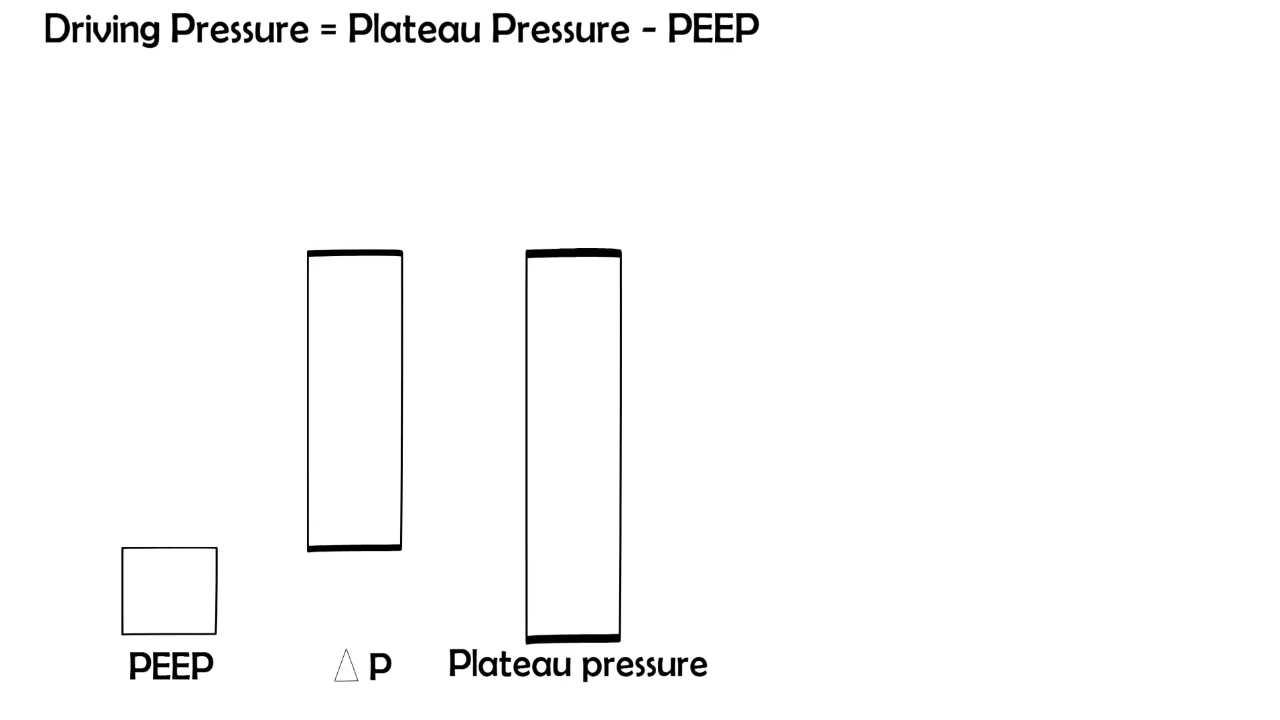 Driving Pressure = Plateau Pressure - PEEP
PEEP
△ P
Plateau pressure